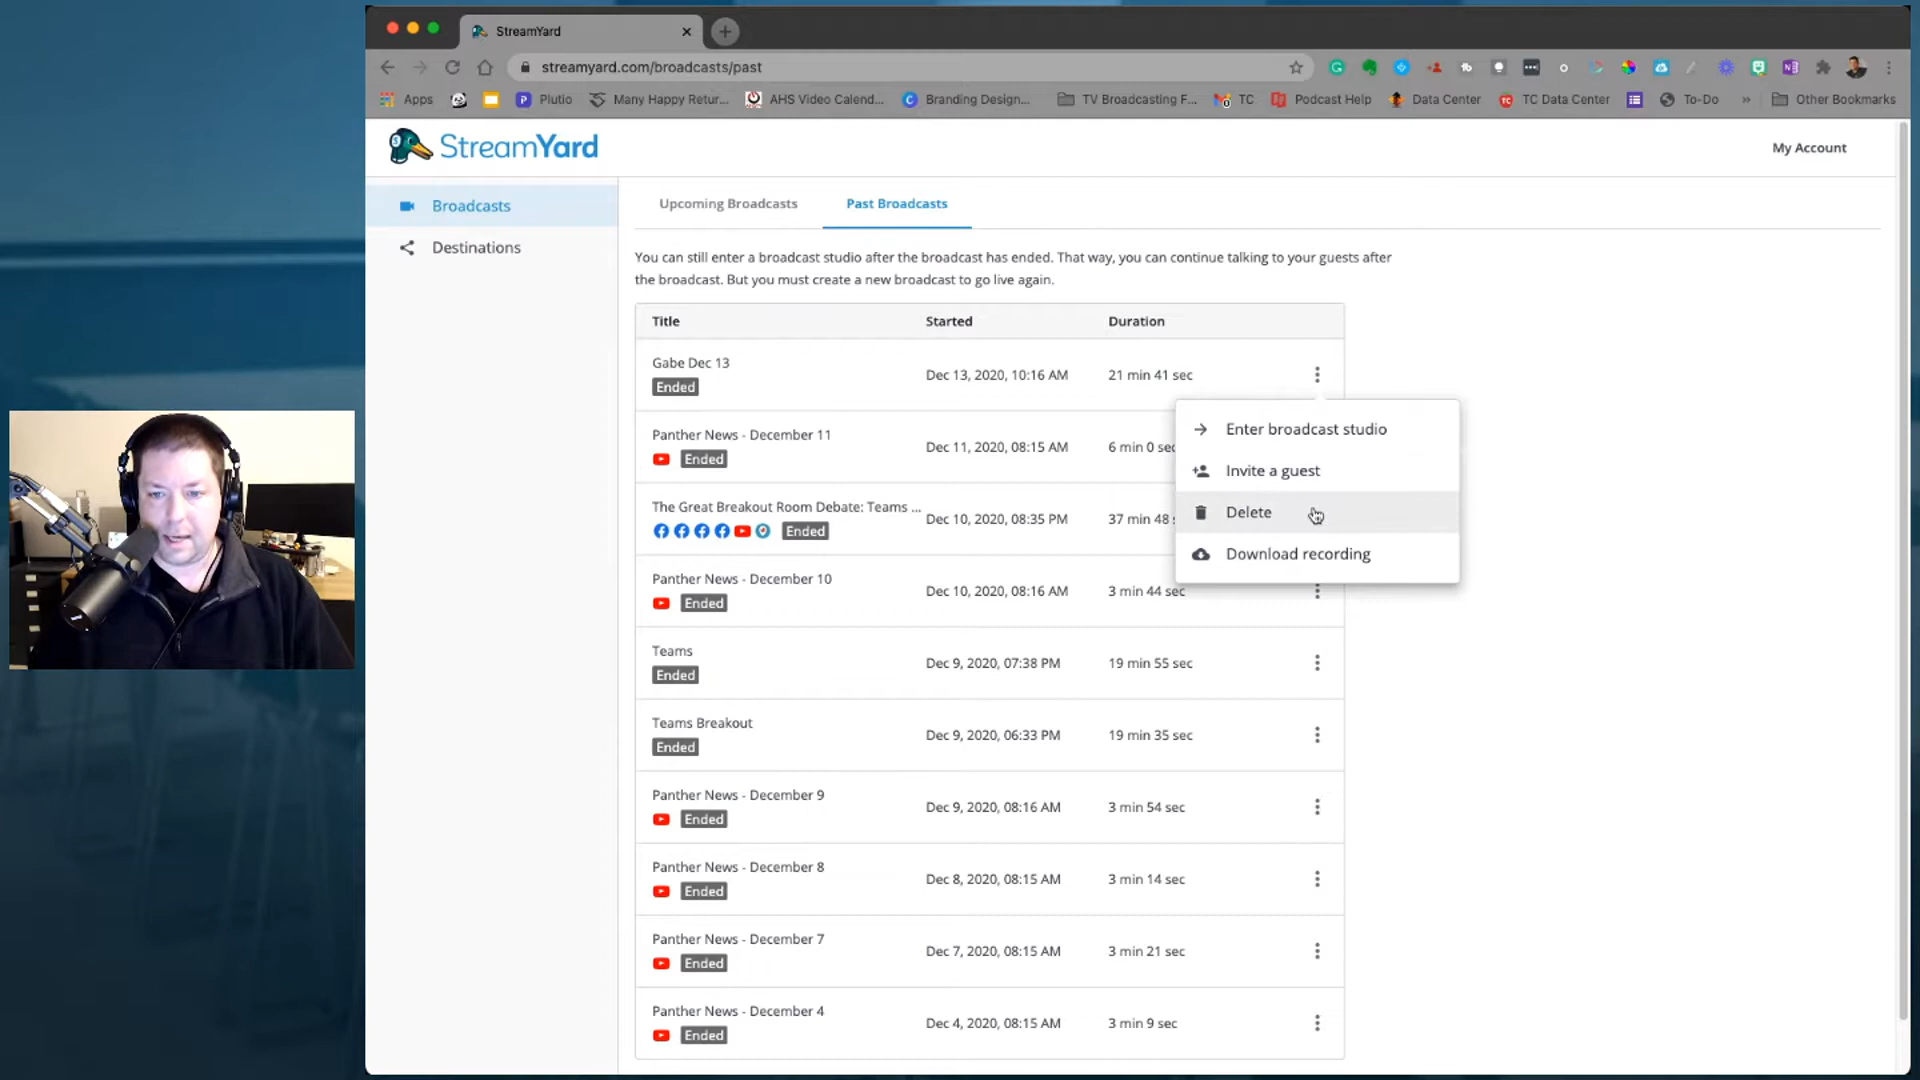 StreamYard
streamyard.com/broadcasts/past
Apps
Plutio
Many Happy Retur...
AHS Video Calend...
Branding Design...
TV Broadcasting F...
TC
Podcast Help
Data Center
TC Data Center
To-Do
»
Other Bookmarks
StreamYard
My Account
Broadcasts
Destinations
Upcoming Broadcasts
Past Broadcasts
You can still enter a broadcast studio after the broadcast has ended. That way, you can continue talking to your guests after
the broadcast. But you must create a new broadcast to go live again.
Title Started Duration
Gabe Dec 13
Ended
Dec 13, 2020, 10:16 AM
21 min 41 sec
Enter broadcast studio
Invite a guest
Delete
Download recording
Panther News - December 11
Ended
Dec 11, 2020, 08:15 AM
6 min 0 sec
The Great Breakout Room Debate: Teams ...
Ended
Dec 10, 2020, 08:35 PM
37 min 48
Panther News - December 10
Ended
Dec 10, 2020, 08:16 AM
3 min 44 sec
Teams
Ended
Dec 9, 2020, 07:38 PM
19 min 55 sec
Teams Breakout
Ended
Dec 9, 2020, 06:33 PM
19 min 35 sec
Panther News - December 9
Ended
Dec 9, 2020, 08:16 AM
3 min 54 sec
Panther News - December 8
Ended
Dec 8, 2020, 08:15 AM
3 min 14 sec
Panther News - December 7
Ended
Dec 7, 2020, 08:15 AM
3 min 21 sec
Panther News - December 4
Ended
Dec 4, 2020, 08:15 AM
3 min 9 sec